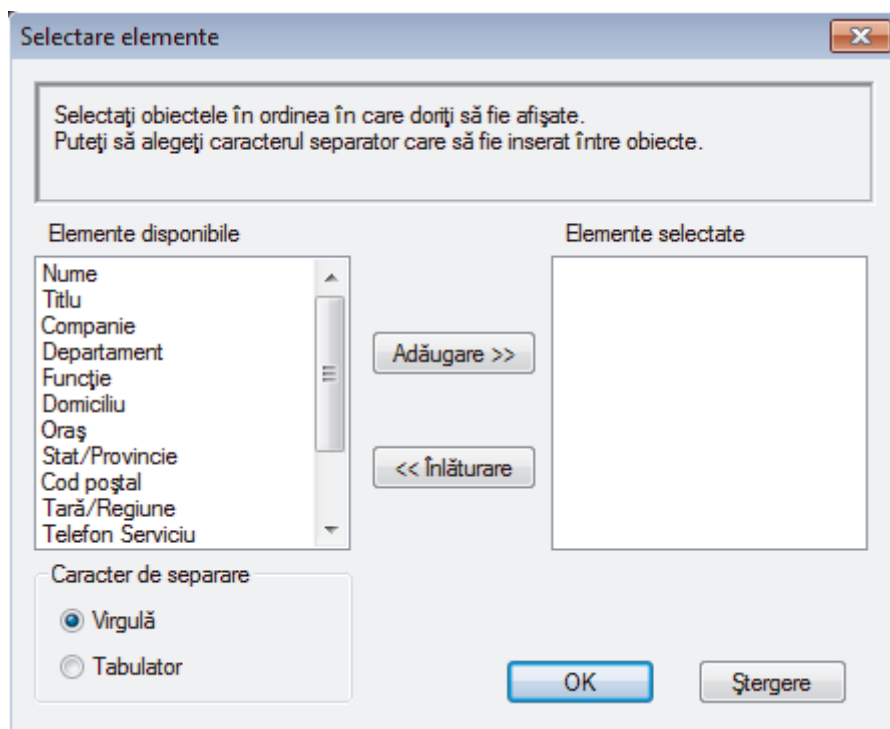 Selectare elemente
Selectaţi obiectele în ordinea în care doriţi să fie afişate.
Puteţi să alegeţi caracterul separator care să fie inserat între obiecte.
Elemente disponibile
Elemente selectate
Nume
Titlu
Companie
Departament
Funcţie
Domiciliu
Oraş
Stat/Provincie
Cod poştal
Tară/Regiune
Telefon Serviciu
Adăugare >>
<< Înlăturare
Caracter de separare
Virgulă
Tabulator
OK
Ştergere